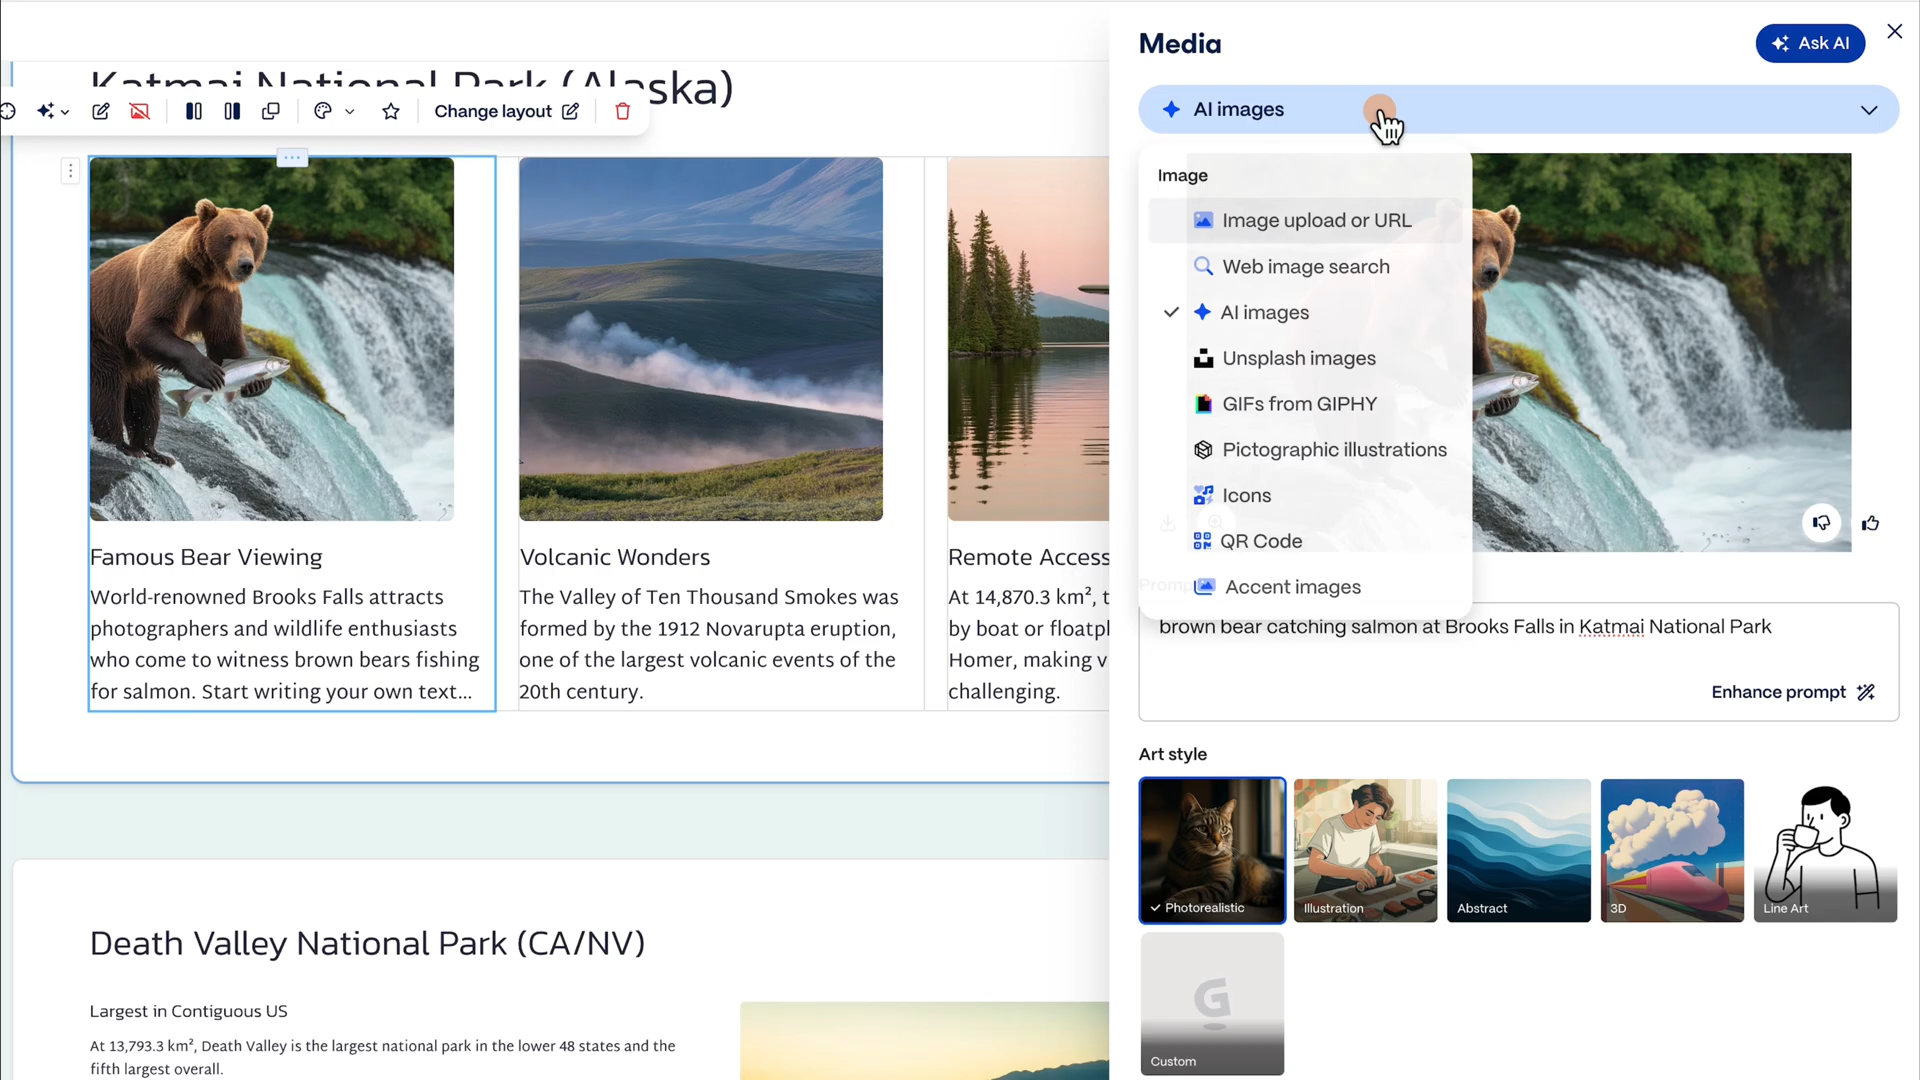 Katmai National Park (Alaska)
Change layout
Famous Bear Viewing
World-renowned Brooks Falls attracts
photographers and wildlife enthusiasts
who come to witness brown bears fishing
for salmon. Start writing your own text...
Volcanic Wonders
The Valley of Ten Thousand Smokes was
formed by the 1912 Novarupta eruption,
one of the largest volcanic events of the
20th century.
Remote Access
At 14,870.3 km²,
by boat or
Homer, making
challenging.
Death Valley National Park (CA/NV)
Largest in Contiguous US
At 13,793.3 km², Death Valley is the largest national park in the lower 48 states and the
fifth largest overall.
Media
Ask AI
AI images
Image
Image upload or URL
Web image search
AI images
Unsplash images
GIFs from GIPHY
Pictographic illustrations
Icons
QR Code
Accent images
brown bear catching salmon at Brooks Falls in Katmai National Park
Enhance prompt
Art style
Photorealistic
Illustration
Abstract
3D
Line Art
Custom